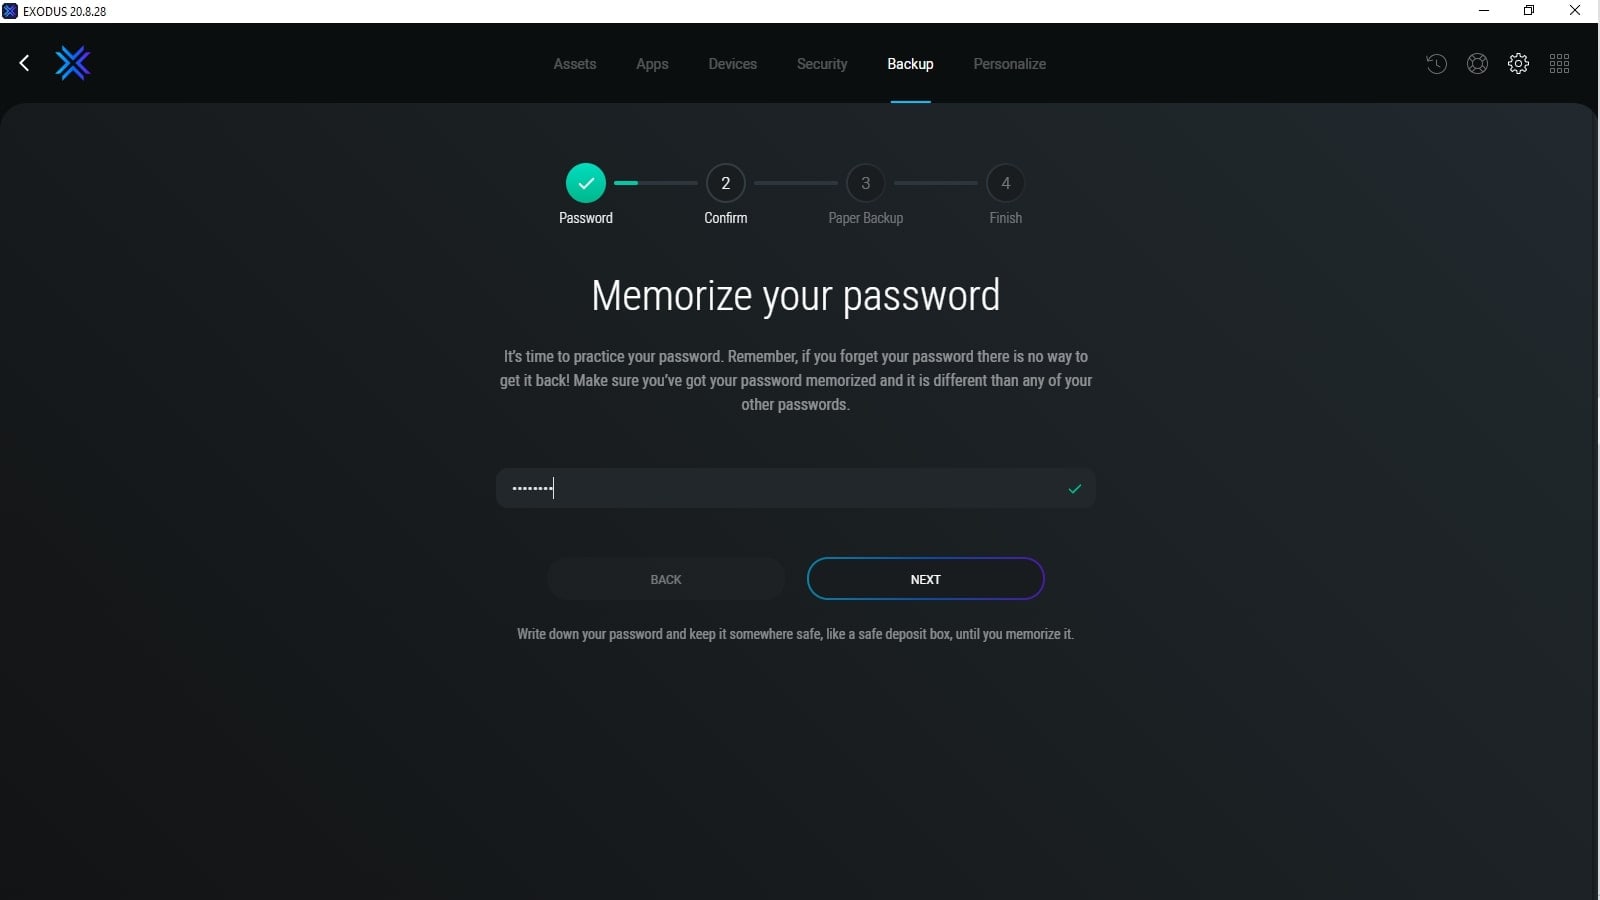 EXODUS 20.8.28
Assets Apps Devices Security Backup Personalize
2 3 4
Password Confirm Paper Backup Finish
Memorize your password
It's time to practice your password. Remember, if you forget your password there is no way to
get it back! Make sure you've got your password memorized and it is different than any of your
other passwords.
••••••••
BACK NEXT
Write down your password and keep it somewhere safe, like a safe deposit box, until you memorize it.